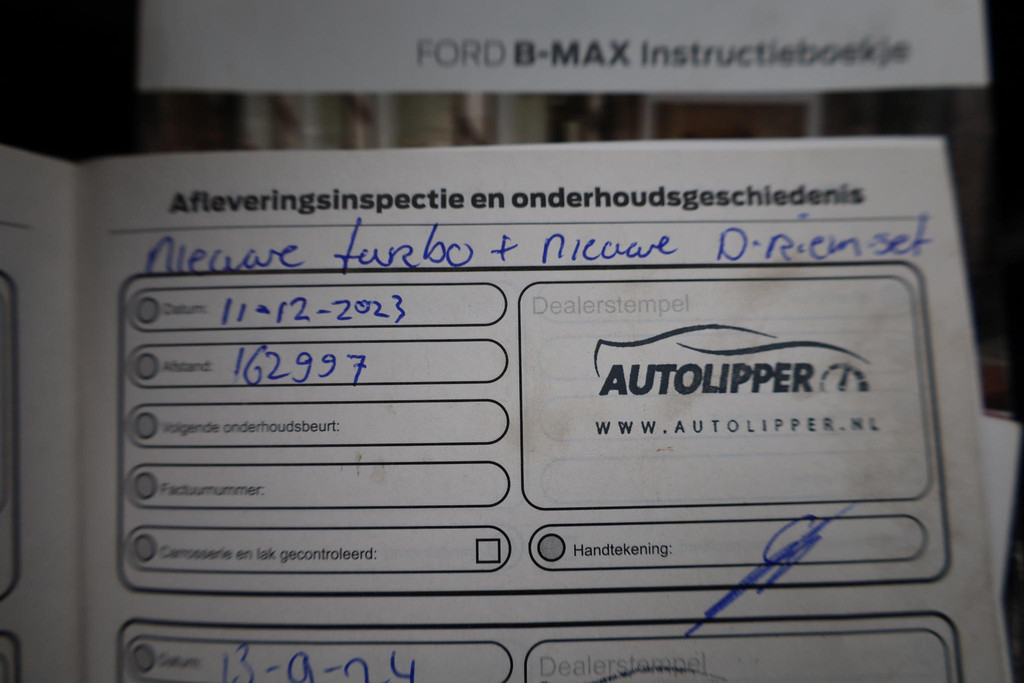 FORD B-MAX Instructieboekje
Afleveringsinspectie en onderhoudsgeschiedenis
nieuwe turbo + nieuwe D-riem-set
Datum: 11-12-2023
Afstand: 162997
Volgende onderhoudsbeurt:
Factuurnummer:
Carrosserie en lak gecontroleerd:
Dealerstempel
AUTOLIPPER
WWW.AUTOLIPPER.NL
Handtekening:
Datum: 13-9-24
Dealerstempel